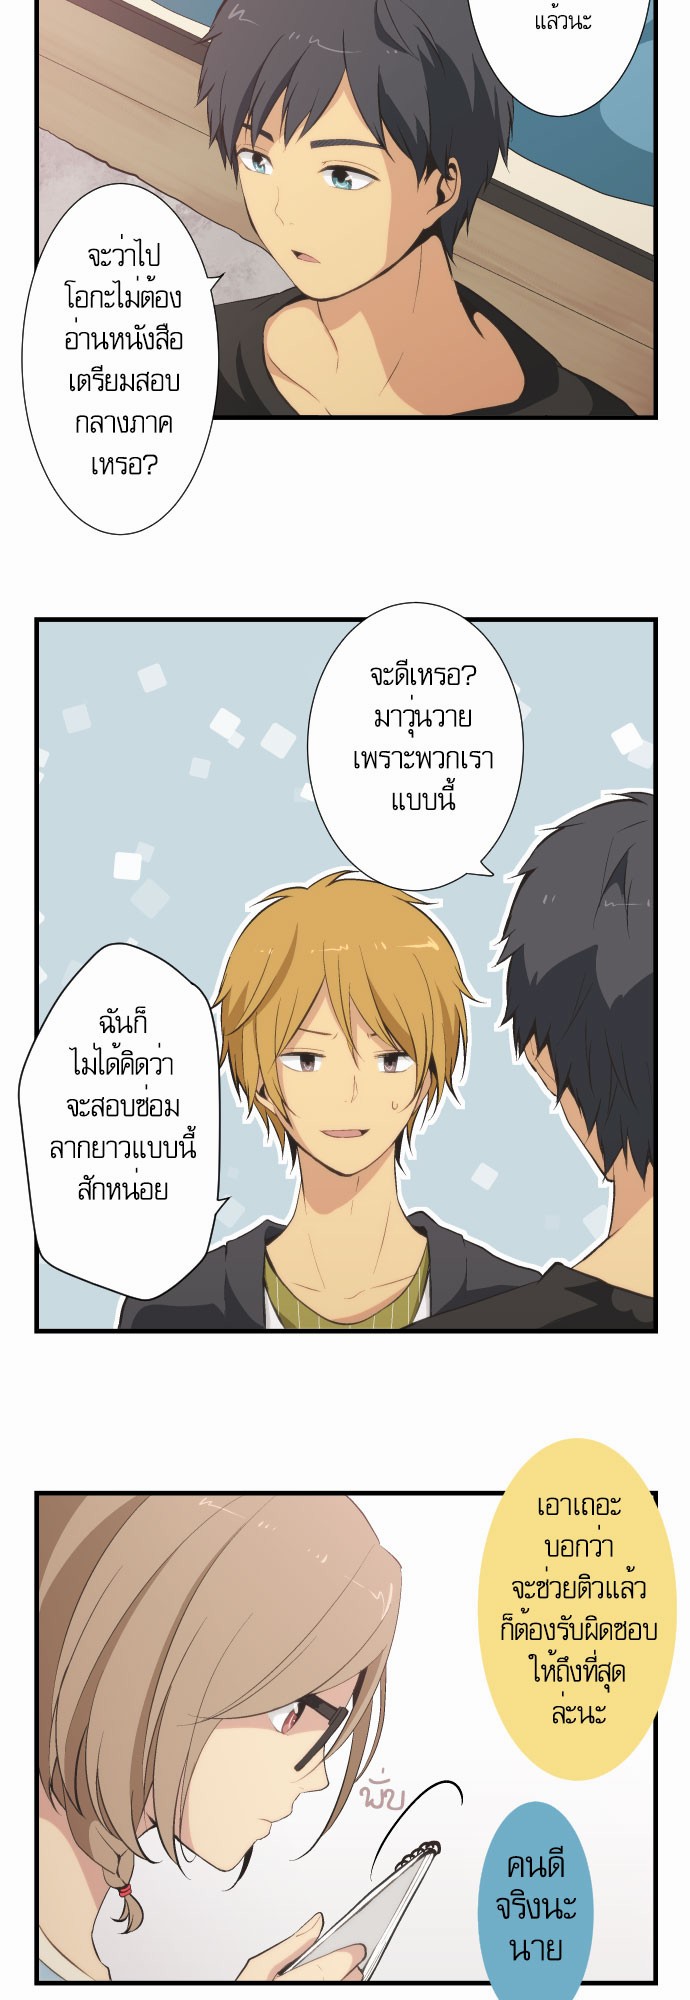 แล้วนะ
จะว่าไป
โอกะไม่ต้อง
อ่านหนังสือ
เตรียมสอบ
กลางภาค
เหรอ?
จะดีเหรอ?
มาวุ่นวาย
เพราะพวกเรา
แบบนี้
ฉันก็
ไม่ได้คิดว่า
จะสอบซ่อม
ลากยาวแบบนี้
สักหน่อย
เอาเถอะ
บอกว่า
จะช่วยติวแล้ว
ก็ต้องรับผิดชอบ
ให้ถึงที่สุด
ล่ะนะ
พั่บ
คนดี
จริงนะ
นาย